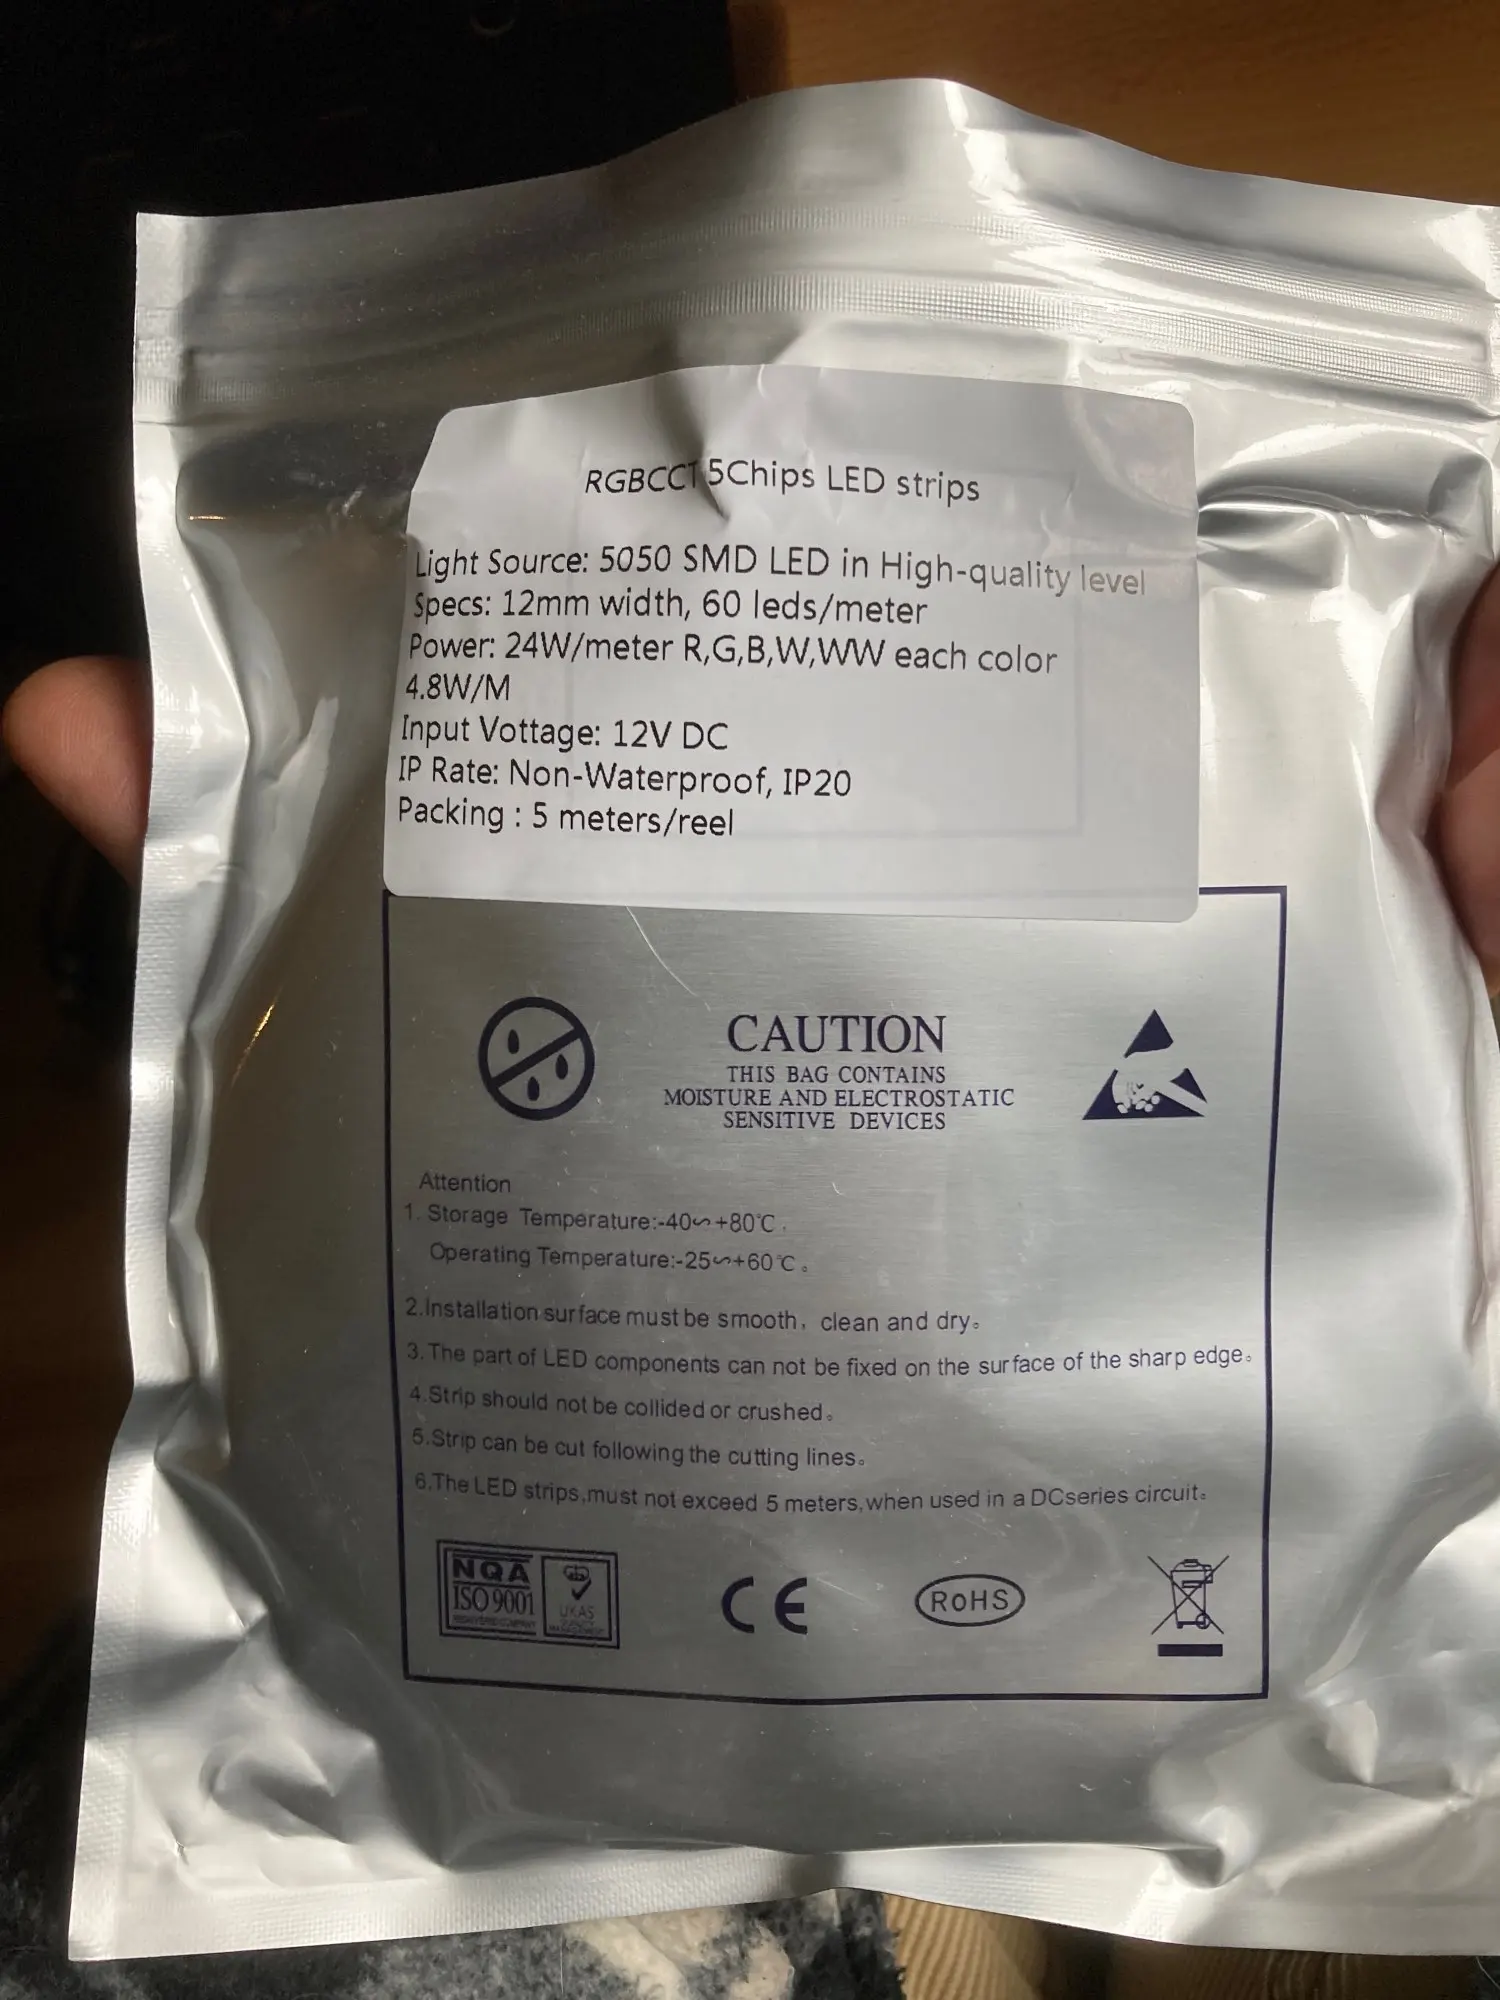 RGBCCT 5Chips LED strips
Light Source: 5050 SMD LED in High-quality level
Specs: 12mm width, 60 leds/meter
Power: 24W/meter R,G,B,W,WW each color
4.8W/M
Input Vottage: 12V DC
IP Rate: Non-Waterproof, IP20
Packing : 5 meters/reel
CAUTION
THIS BAG CONTAINS
MOISTURE AND ELECTROSTATIC
SENSITIVE DEVICES
Attention
1. Storage Temperature:-40∽+80℃.
Operating Temperature:-25∽+60℃。
2.Installation surface must be smooth, clean and dry。
3.The part of LED components can not be fixed on the surface of the sharp edge。
4.Strip should not be collided or crushed。
5.Strip can be cut following the cutting lines。
6.The LED strips,must not exceed 5 meters,when used in a DCseries circuit。
NQA
ISO 9001
UKAS
CE
RoHS